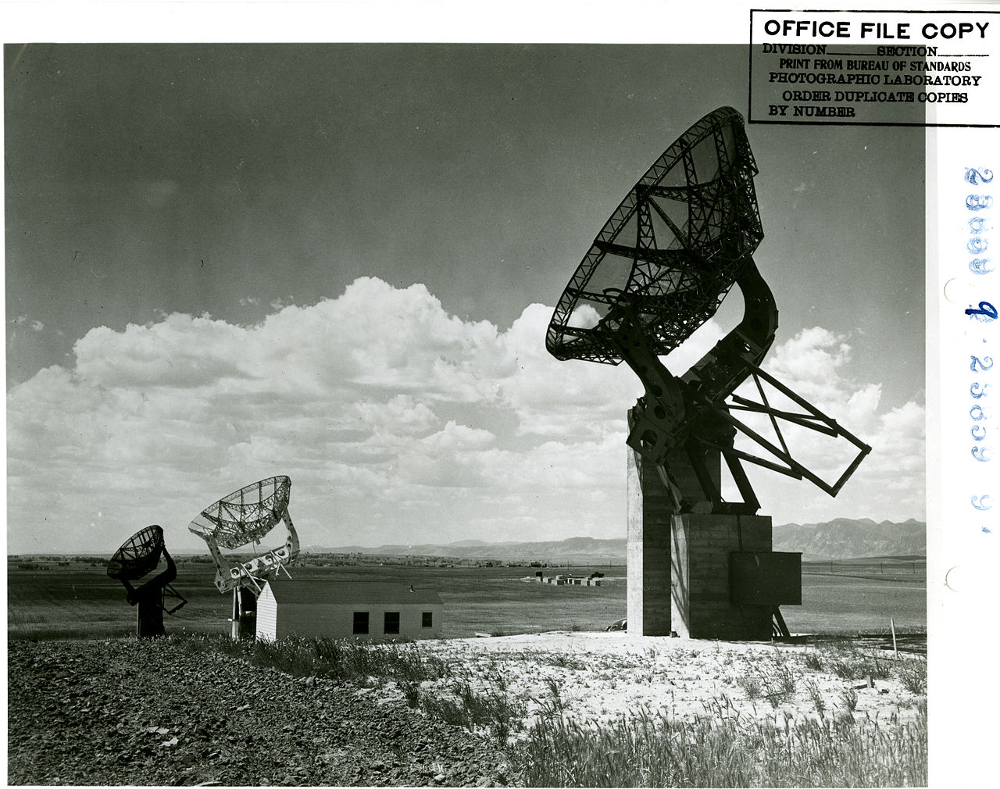 OFFICE FILE COPY
DIVISION SECTION
PRINT FROM BUREAU OF STANDARDS
PHOTOGRAPHIC LABORATORY
ORDER DUPLICATE COPIES
BY NUMBER